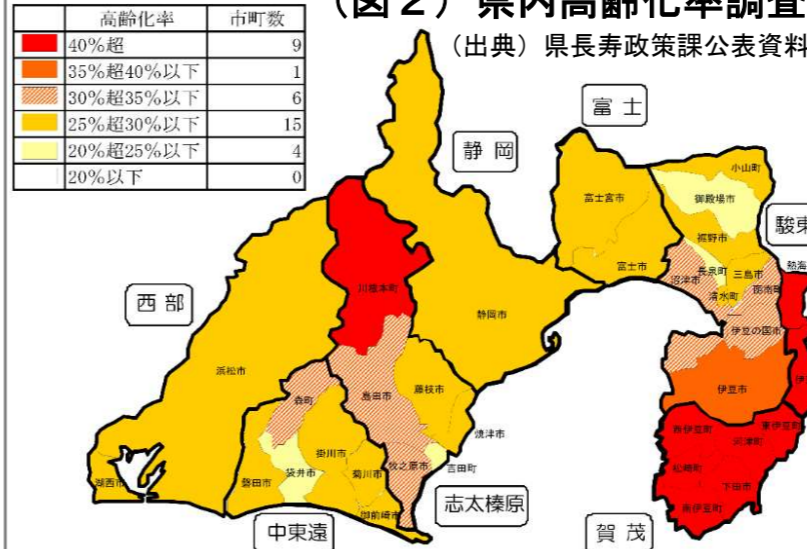 (図２）県内高齢化率調査
（出典）県長寿政策課公表資料
高齢化率 市町数
40%超 9
35%超40%以下 1
30%超35%以下 6
25%超30%以下 15
20%超25%以下 4
20%以下 0
静岡
富士
駿東
西部
中東遠
志太榛原
賀茂
小山町
御殿場市
裾野市
富士宮市
富士市
長泉町
三島市
沼津市
清水町
函南町
熱海
伊豆の国市
伊豆市
川根本町
静岡市
浜松市
島田市
藤枝市
森町
焼津市
掛川市
牧之原市
吉田町
袋井市
菊川市
磐田市
湖西市
御前崎市
西伊豆町
東伊豆町
河津町
松崎町
下田市
南伊豆町